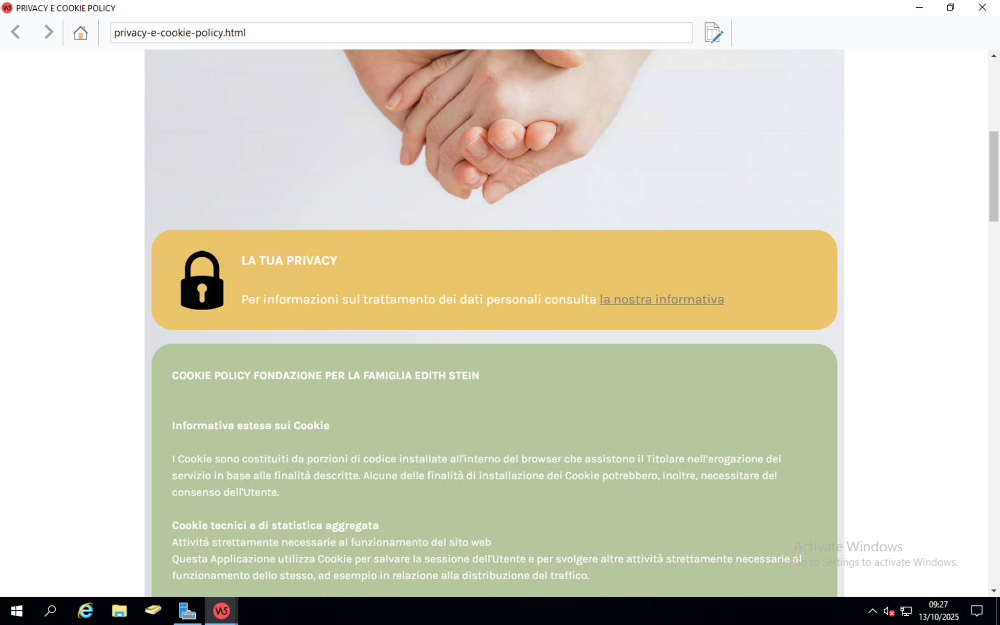 PRIVACY E COOKIE POLICY
privacy-e-cookie-policy.html
LA TUA PRIVACY
Per informazioni sul trattamento dei dati personali consulta la nostra informativa
COOKIE POLICY FONDAZIONE PER LA FAMIGLIA EDITH STEIN
Informativa estesa sui Cookie
I Cookie sono costituiti da porzioni di codice installate all'interno del browser che assistono il Titolare nell’erogazione del
servizio in base alle finalità descritte. Alcune delle finalità di installazione dei Cookie potrebbero, inoltre, necessitare del
consenso dell'Utente.
Cookie tecnici e di statistica aggregata
Attività strettamente necessarie al funzionamento del sito web
Questa Applicazione utilizza Cookie per salvare la sessione dell'Utente e per svolgere altre attività strettamente necessarie al
funzionamento dello stesso, ad esempio in relazione alla distribuzione del traffico.
Activate Windows
Go to Settings to activate Windows.
W5
09:27
13/10/2025